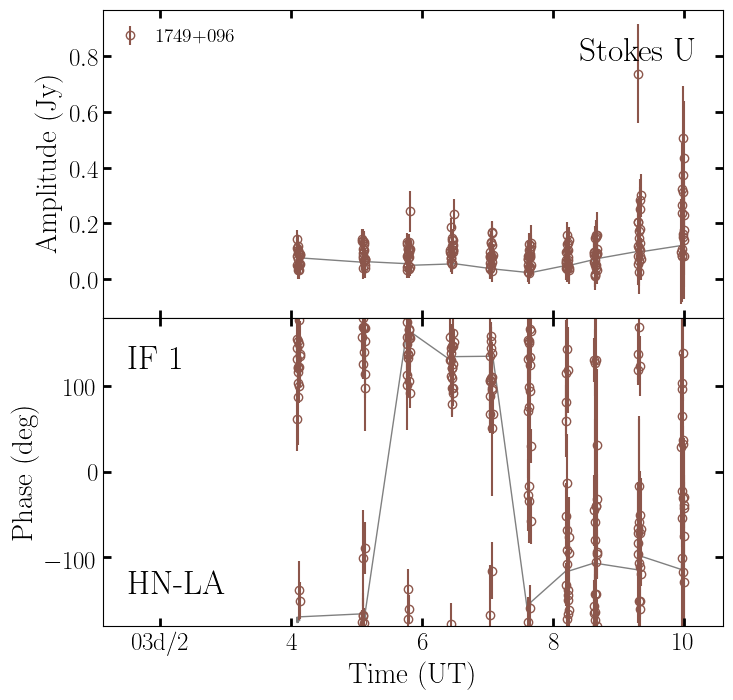 1749+096
Stokes U
Amplitude (Jy)
0.8
0.6
0.4
0.2
0.0
IF 1
HN-LA
Phase (deg)
100
0
−100
03d/2
4
6
8
10
Time (UT)